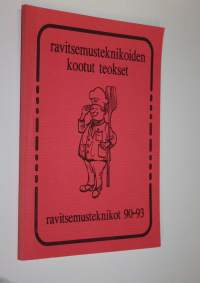 ravitsemusteknikoiden
kootut teokset
ravitsemusteknikot 90-93